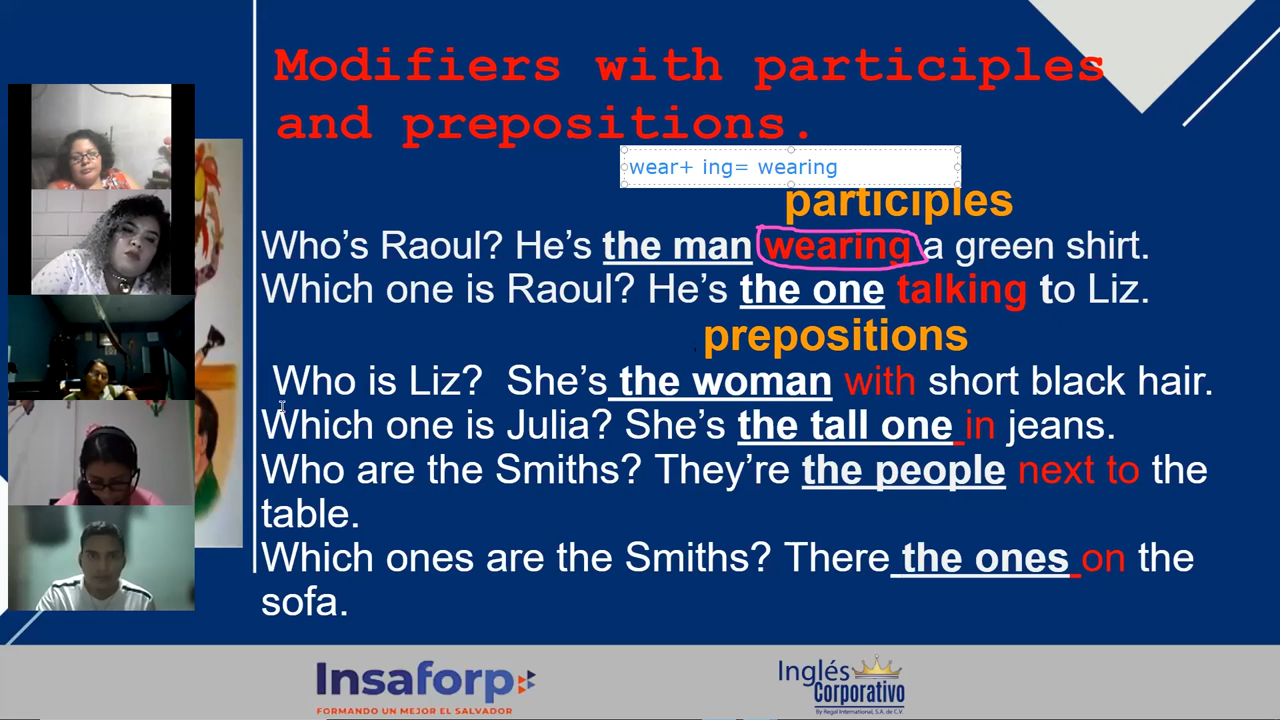 Modifiers with participles
and prepositions.
wear+ ing= wearing
participles
Who’s Raoul? He’s the man wearing a green shirt.
Which one is Raoul? He’s the one talking to Liz.
prepositions
Who is Liz?  She’s the woman with short black hair.
Which one is Julia? She’s the tall one in jeans.
Who are the Smiths? They’re the people next to the
table.
Which ones are the Smiths? There the ones on the
sofa.
Insaforp
FORMANDO UN MEJOR EL SALVADOR
Inglés
Corporativo
By Regal International, S.A. de C.V.